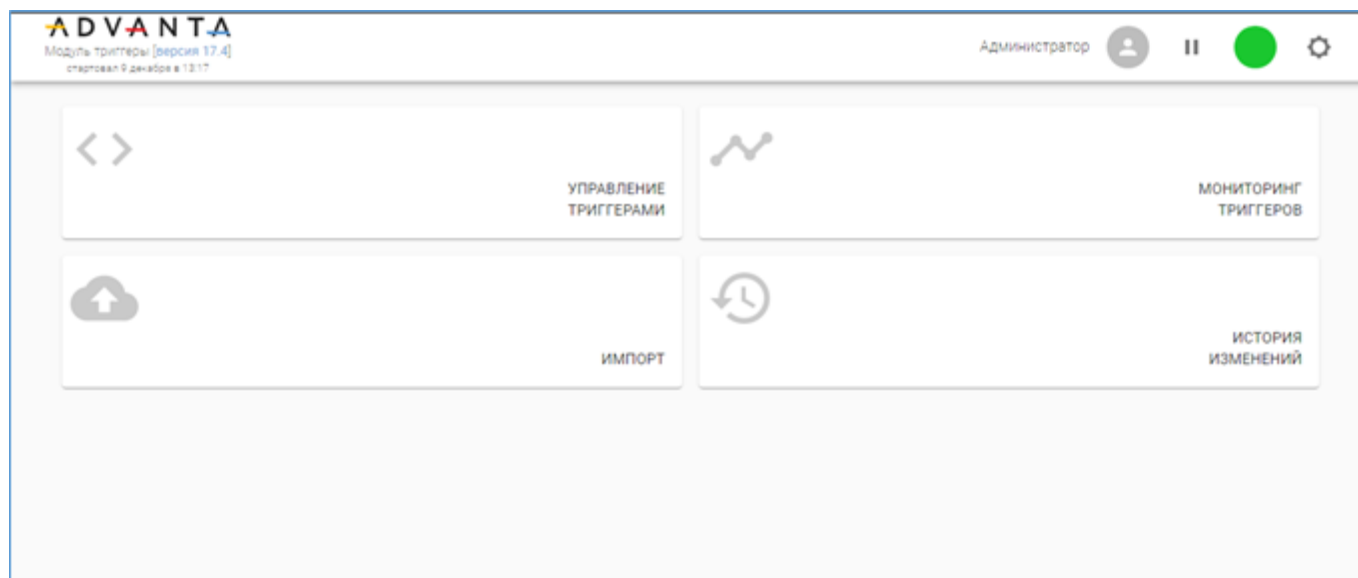 ADVANTA
Модуль триггеры [версия 17.4]
стартовал 9 декабря в 13:17
Администратор
УПРАВЛЕНИЕ
ТРИГГЕРАМИ
МОНИТОРИНГ
ТРИГГЕРОВ
ИМПОРТ
ИСТОРИЯ
ИЗМЕНЕНИЙ